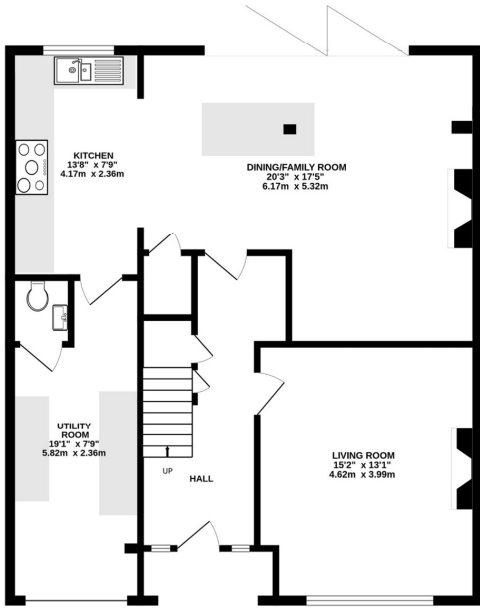 KITCHEN
13'8" x 7'9"
4.17m x 2.36m
DINING/FAMILY ROOM
20'3" x 17'5"
6.17m x 5.32m
UTILITY
ROOM
19'1" x 7'9"
5.82m x 2.36m
UP
HALL
LIVING ROOM
15'2" x 13'1"
4.62m x 3.99m